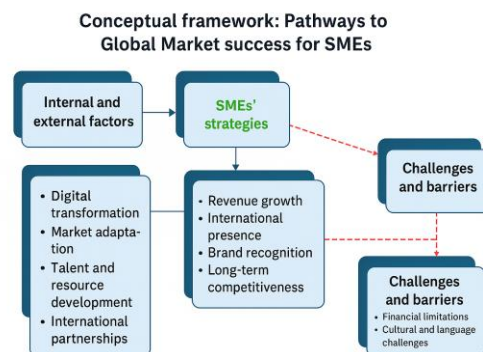 Conceptual framework: Pathways to
Global Market success for SMEs
Internal and
external factors
SMEs’
strategies
Challenges
and barriers
• Digital
transformation
• Market adapta-
tion
• Talent and
resource
development
• International
partnerships
• Revenue growth
• International
presence
• Brand recognition
• Long-term
competitiveness
Challenges
and barriers
• Financial limitations
• Cultural and language
challenges